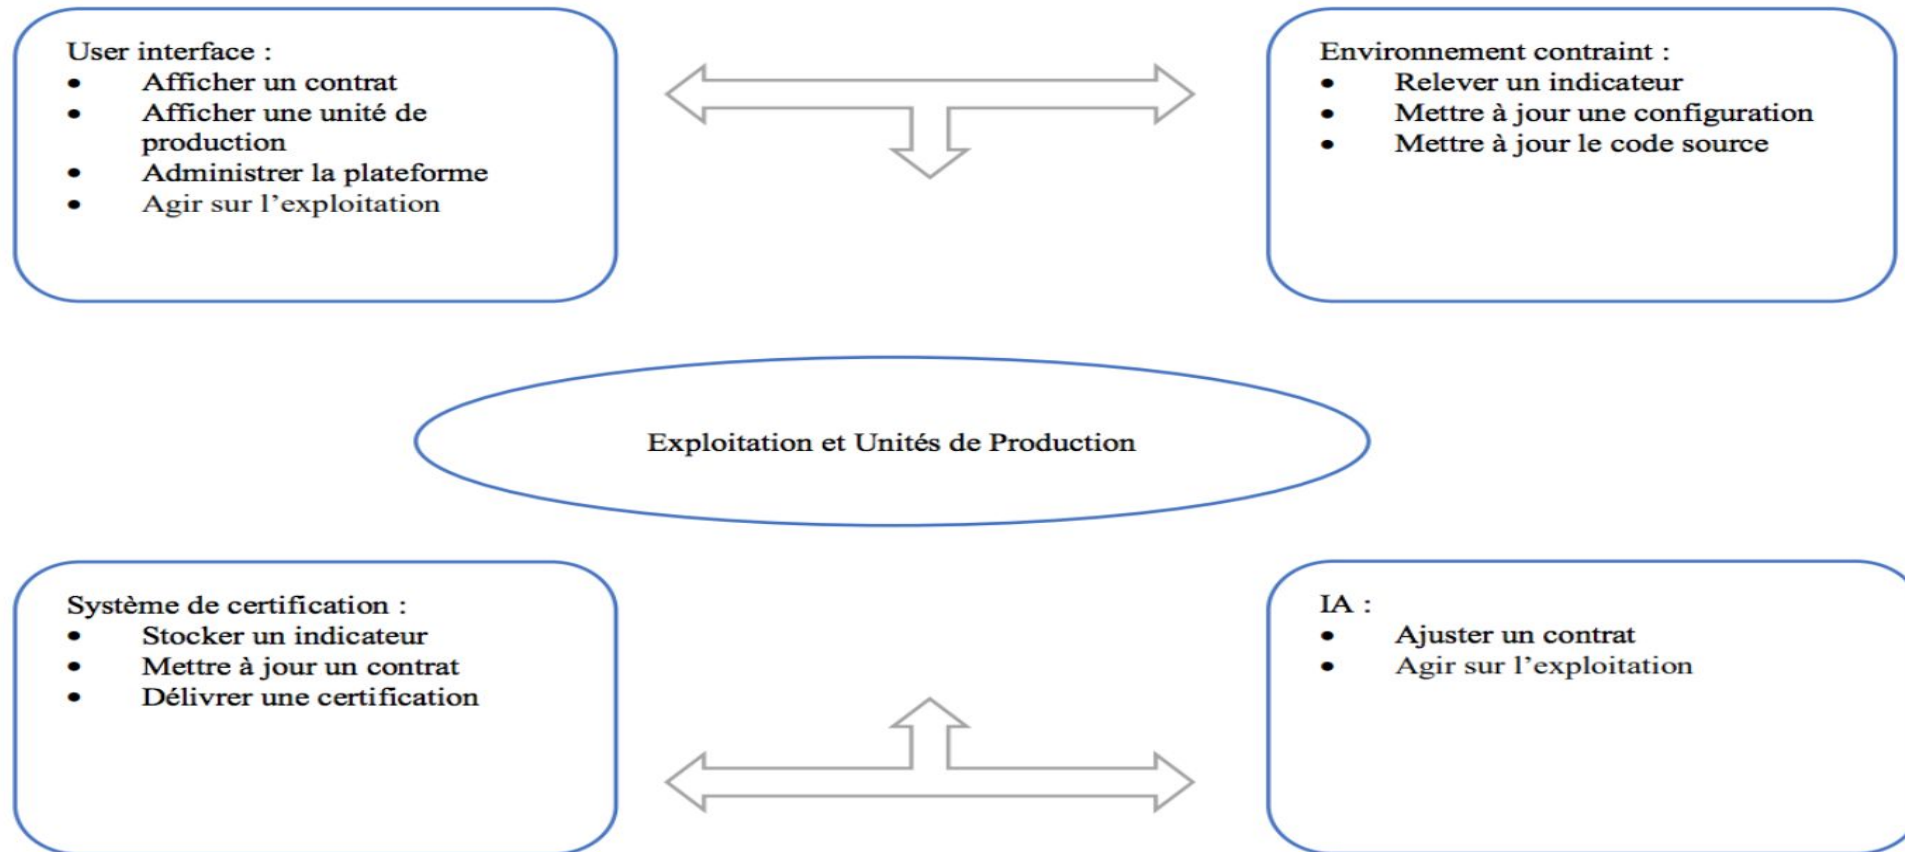 User interface :
• Afficher un contrat
• Afficher une unité de
production
• Administrer la plateforme
• Agir sur l’exploitation
Environnement contraint :
• Relever un indicateur
• Mettre à jour une configuration
• Mettre à jour le code source
Exploitation et Unités de Production
Système de certification :
• Stocker un indicateur
• Mettre à jour un contrat
• Délivrer une certification
IA :
• Ajuster un contrat
• Agir sur l’exploitation